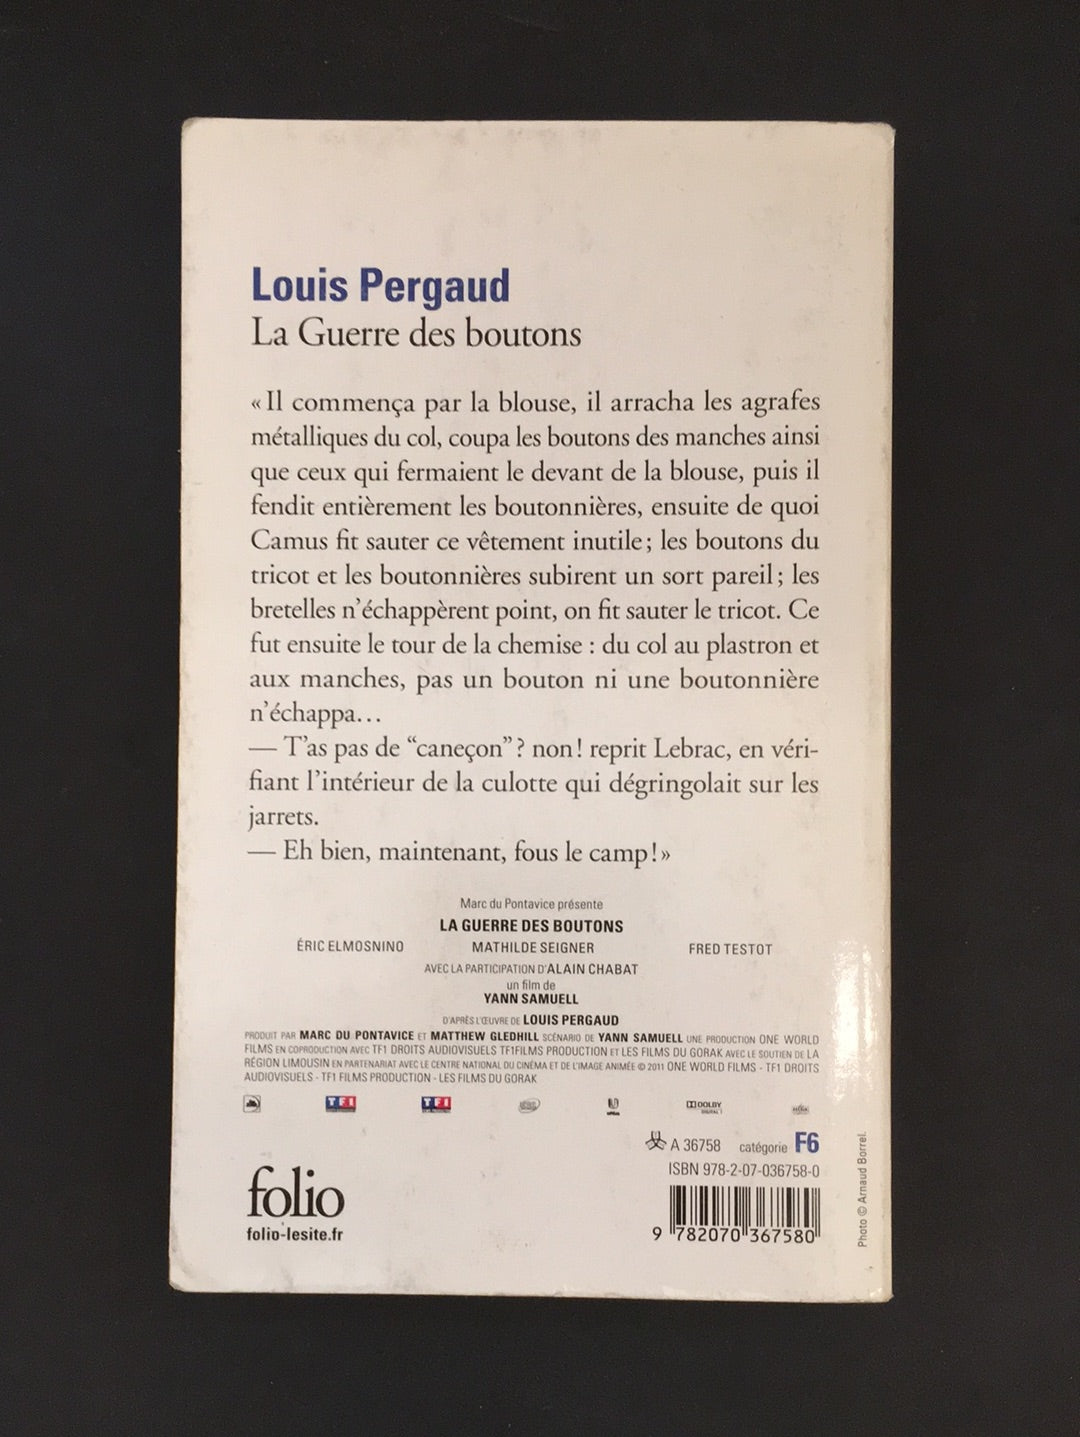 Louis Pergaud
La Guerre des boutons
« Il commença par la blouse, il arracha les agrafes
métalliques du col, coupa les boutons des manches ainsi
que ceux qui fermaient le devant de la blouse, puis il
fendit entièrement les boutonnières, ensuite de quoi
Camus fit sauter ce vêtement inutile ; les boutons du
tricot et les boutonnières subirent un sort pareil ; les
bretelles n'échappèrent point, on fit sauter le tricot. Ce
fut ensuite le tour de la chemise : du col au plastron et
aux manches, pas un bouton ni une boutonnière
n'échappa…
— T'as pas de “caneçon” ? non ! reprit Lebrac, en véri-
fiant l'intérieur de la culotte qui dégringolait sur les
jarrets.
— Eh bien, maintenant, fous le camp ! »
Marc du Pontavice présente
LA GUERRE DES BOUTONS
ÉRIC ELMOSNINO MATHILDE SEIGNER FRED TESTOT
AVEC LA PARTICIPATION D'ALAIN CHABAT
un film de
YANN SAMUELL
D'APRÈS L'ŒUVRE DE LOUIS PERGAUD
PRODUIT PAR MARC DU PONTAVICE ET MATTHEW GLEDHILL SCÉNARIO DE YANN SAMUELL UNE PRODUCTION ONE WORLD
FILMS EN COPRODUCTION AVEC TF1 DROITS AUDIOVISUELS TF1FILMS PRODUCTION ET LES FILMS DU GORAK AVEC LE SOUTIEN DE LA
RÉGION LIMOUSIN EN PARTENARIAT AVEC LE CENTRE NATIONAL DU CINÉMA ET DE L'IMAGE ANIMÉE © 2011 ONE WORLD FILMS - TF1 DROITS
AUDIOVISUELS - TF1 FILMS PRODUCTION - LES FILMS DU GORAK
TF1 TF1 DOLBY
DIGITAL
A 36758 catégorie F6
ISBN 978-2-07-036758-0
9 782070 367580
folio
folio-lesite.fr
Photo © Arnaud Borrel.